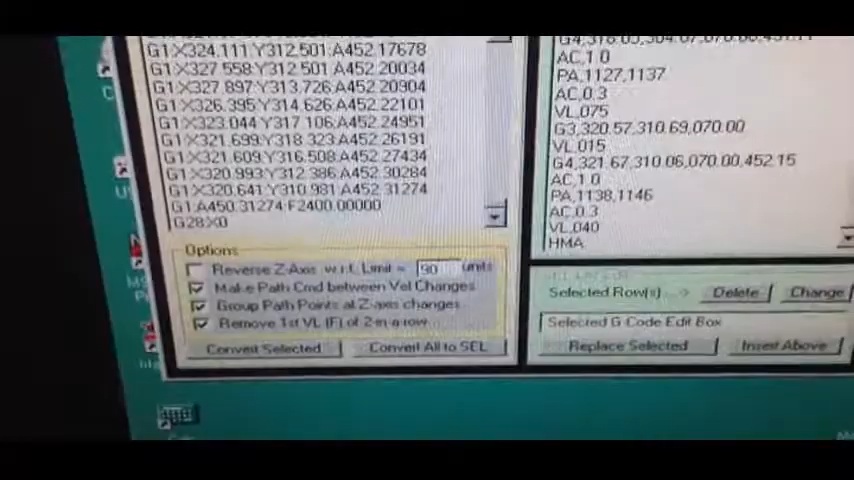 G1:X324.111:Y312.501:A452.17678
G1:X327.558:Y312.501:A452.20034
G1:X327.897:Y313.726:A452.20904
G1:X326.395:Y314.626:A452.22101
G1:X323.044:Y317.106:A452.24951
G1:X321.699:Y318.323:A452.26191
G1:X321.609:Y316.508:A452.27434
G1:X320.993:Y312.386:A452.30284
G1:X320.641:Y310.981:A452.31274
G1:A450.31274:F2400.00000
G28:X0
Options
Reverse Z-Axis w.r.t. Limit = 90 units
Make Path Cmd between Vel Changes
Group Path Points at Z-axis changes
Remove 1st VL (F) of 2-in-a-row
Convert Selected
Convert All to SEL
AC,1.0
PA,1127,1137
AC,0.3
VL,075
G3,320.57,310.69,070.00
VL,015
G4,321.67,310.06,070.00,452.15
AC,1.0
PA,1138,1146
AC,0.3
VL,040
HMA
Selected Row(s) ...>
Delete
Change
Selected G-Code Edit Box
Replace Selected
Insert Above